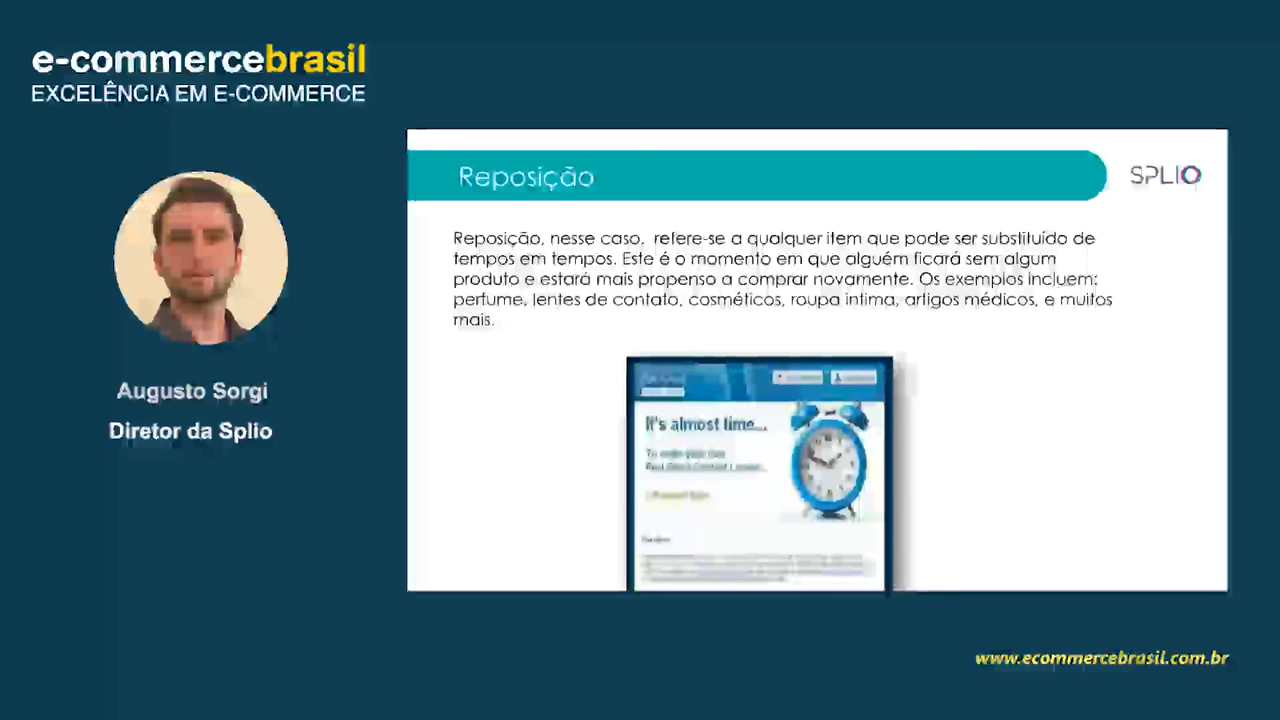 e-commercebrasil
EXCELÊNCIA EM E-COMMERCE
Reposição
SPLIO
Reposição, nesse caso, refere-se a qualquer item que pode ser substituído de
tempos em tempos. Este é o momento em que alguém ficará sem algum
produto e estará mais propenso a comprar novamente. Os exemplos incluem:
perfume, lentes de contato, cosméticos, roupa íntima, artigos médicos, e muitos
mais.
It's almost time...
Augusto Sorgi
Diretor da Splio
www.ecommercebrasil.com.br